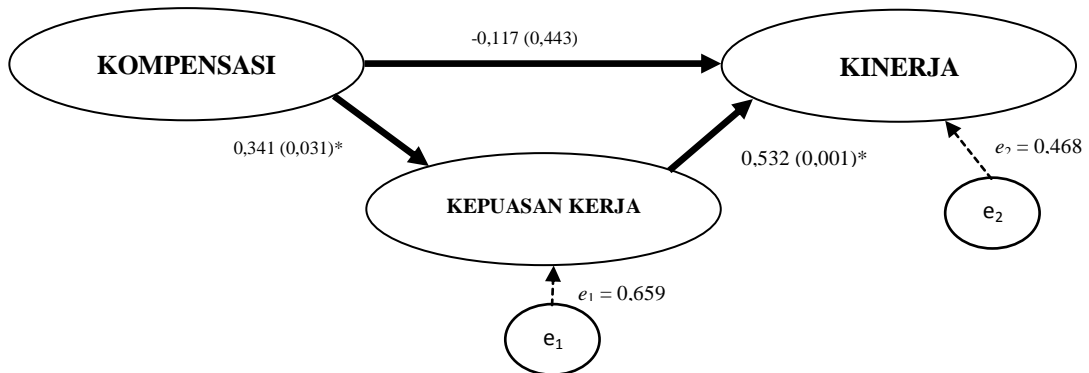 -0,117 (0,443)
KOMPENSASI
KINERJA
0,341 (0,031)*
0,532 (0,001)*
e₂ = 0,468
KEPUASAN KERJA
e₂
e₁ = 0,659
e₁